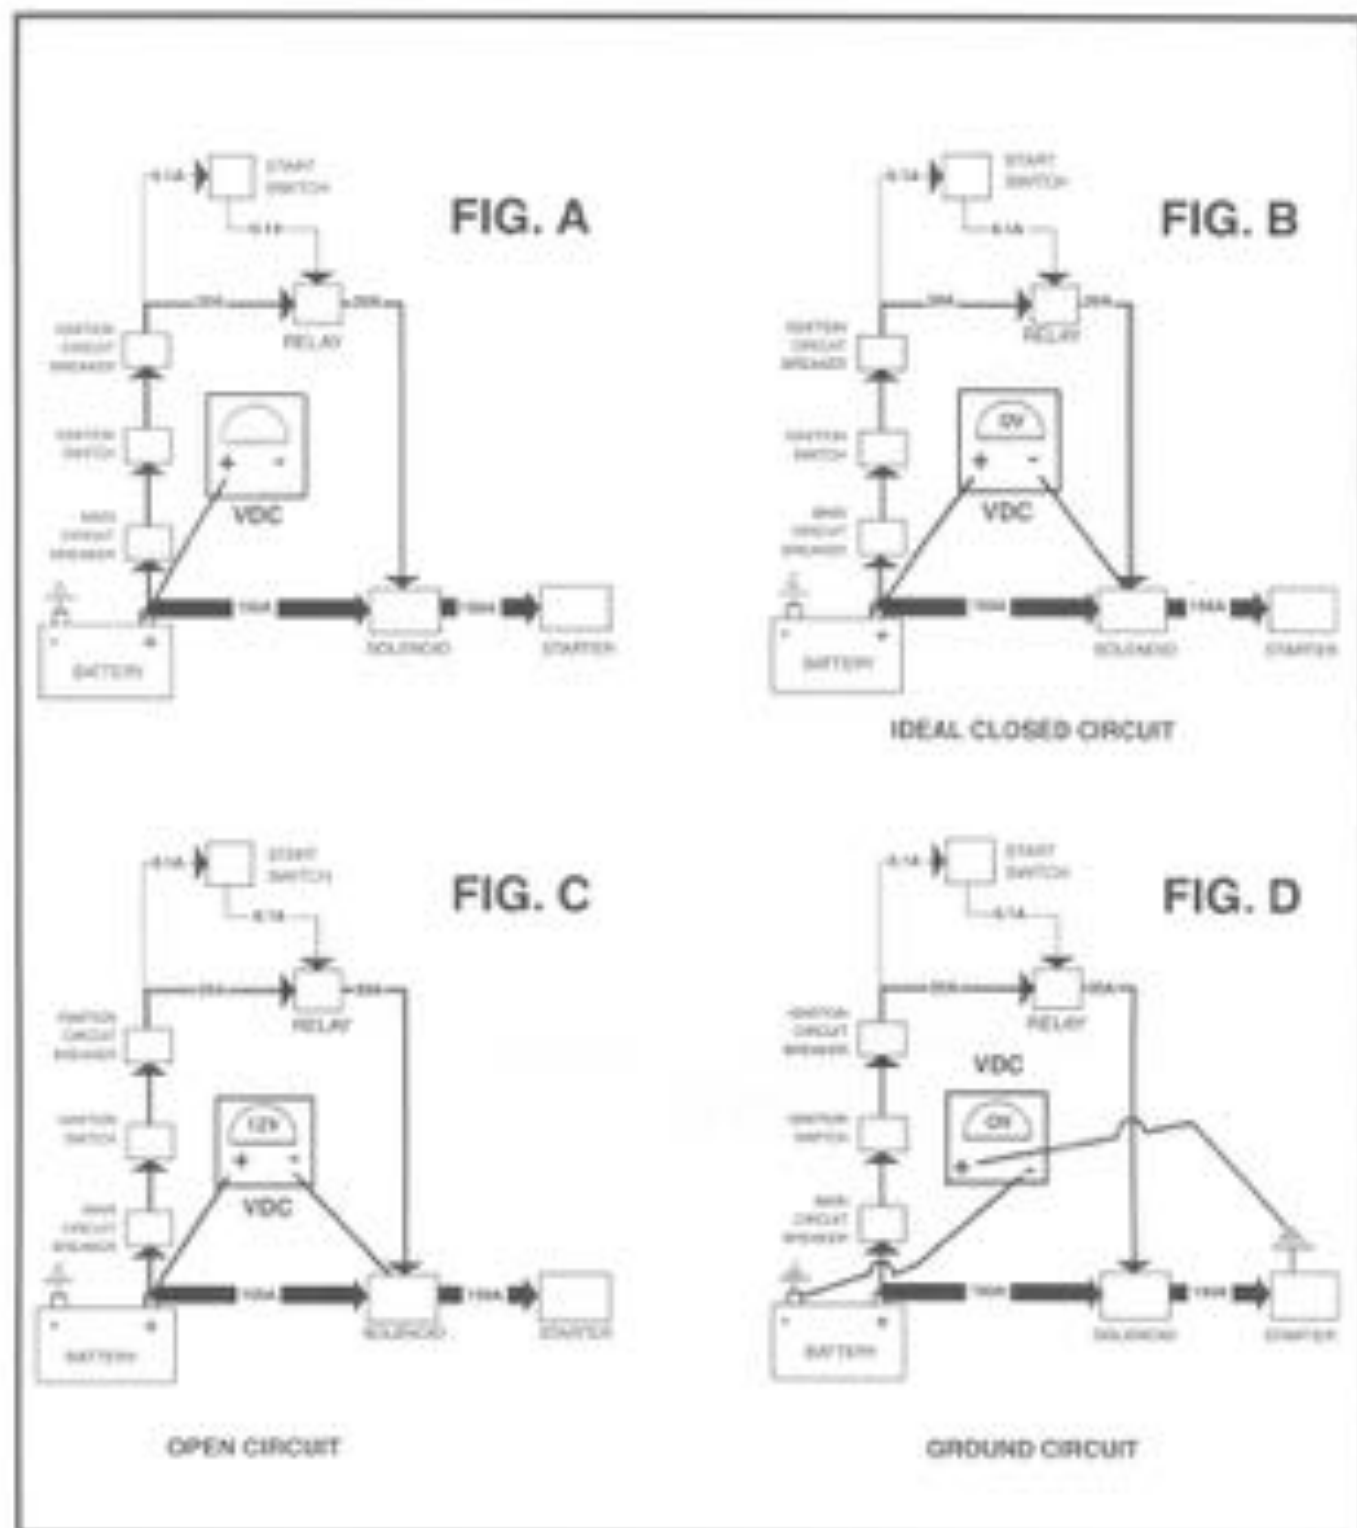 START
SWITCH
FIG. A
RELAY
IGNITION
CIRCUIT
BREAKER
IGNITION
SWITCH
+ -
VDC
MAIN
CIRCUIT
BREAKER
- +
BATTERY
SOLENOID
STARTER
START
SWITCH
FIG. B
RELAY
IGNITION
CIRCUIT
BREAKER
0V
IGNITION
SWITCH
+ -
VDC
MAIN
CIRCUIT
BREAKER
- +
BATTERY
SOLENOID
STARTER
IDEAL CLOSED CIRCUIT
START
SWITCH
FIG. C
RELAY
IGNITION
CIRCUIT
BREAKER
12V
IGNITION
SWITCH
+ -
VDC
MAIN
CIRCUIT
BREAKER
- +
BATTERY
SOLENOID
STARTER
OPEN CIRCUIT
START
SWITCH
FIG. D
RELAY
IGNITION
CIRCUIT
BREAKER
VDC
0V
IGNITION
SWITCH
+ -
MAIN
CIRCUIT
BREAKER
- +
BATTERY
SOLENOID
STARTER
GROUND CIRCUIT